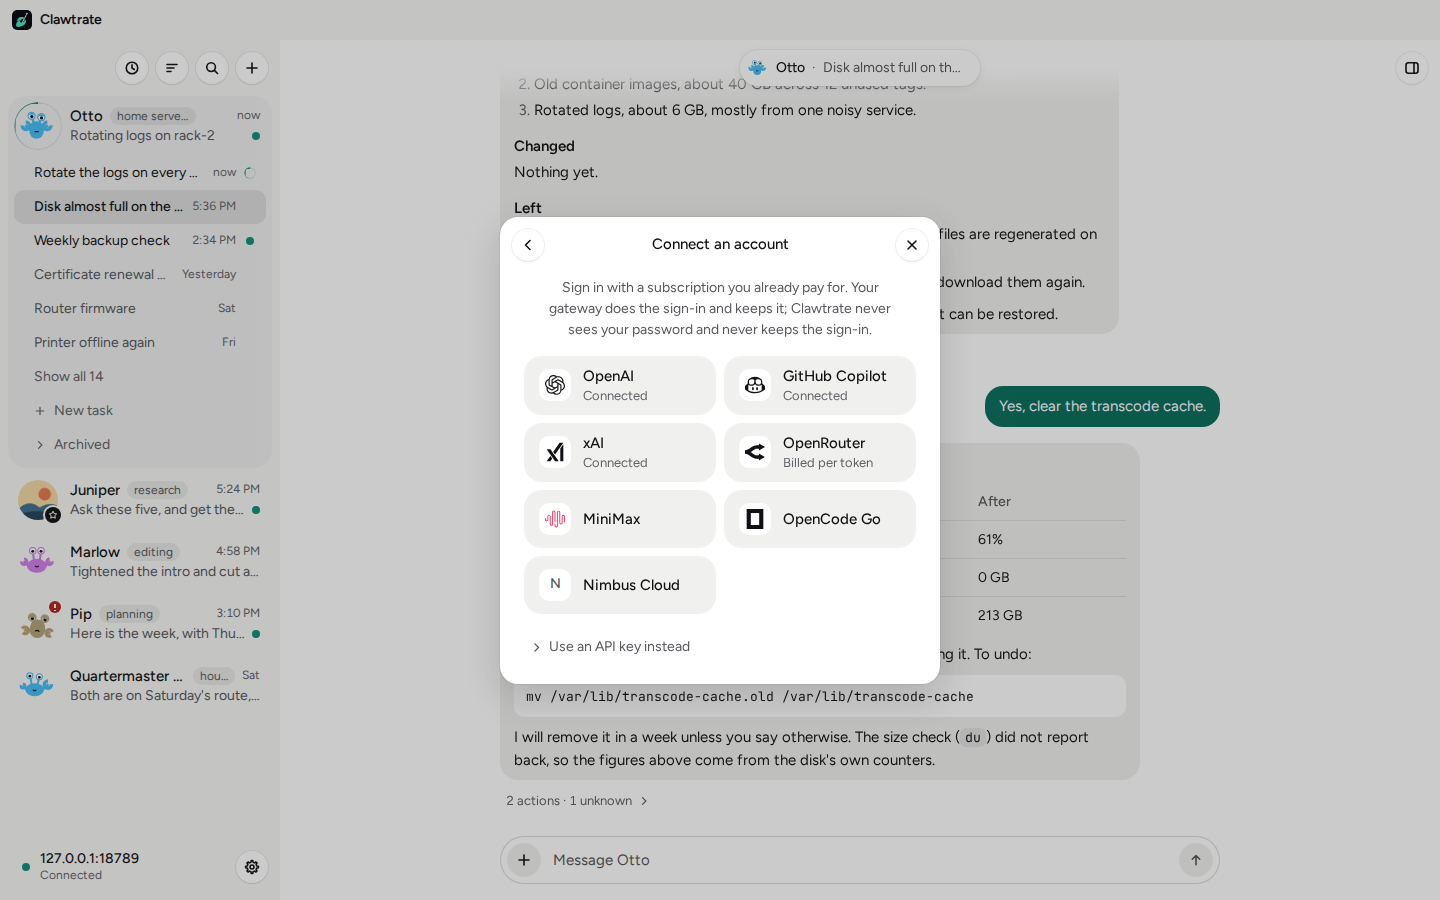 Clawtrate
Otto · Disk almost full on th...
Otto home serve... now
Rotating logs on rack-2
Rotate the logs on every ... now
Disk almost full on the ... 5:36 PM
Weekly backup check 2:34 PM
Certificate renewal ... Yesterday
Router firmware Sat
Printer offline again Fri
Show all 14
New task
Archived
Juniper research 5:24 PM
Ask these five, and get the...
Marlow editing 4:58 PM
Tightened the intro and cut a...
Pip planning 3:10 PM
Here is the week, with Thu...
Quartermaster ... hou... Sat
Both are on Saturday's route,...
127.0.0.1:18789
Connected
2. Old container images, about 40 GB across 12 unused tags.
3. Rotated logs, about 6 GB, mostly from one noisy service.
Changed
Nothing yet.
Left
files are regenerated on
download them again.
t can be restored.
Connect an account
Sign in with a subscription you already pay for. Your
gateway does the sign-in and keeps it; Clawtrate never
sees your password and never keeps the sign-in.
OpenAI
Connected
GitHub Copilot
Connected
xAI
Connected
OpenRouter
Billed per token
MiniMax
OpenCode Go
N Nimbus Cloud
Use an API key instead
Yes, clear the transcode cache.
After
61%
0 GB
213 GB
ng it. To undo:
mv /var/lib/transcode-cache.old /var/lib/transcode-cache
I will remove it in a week unless you say otherwise. The size check ( du ) did not report
back, so the figures above come from the disk's own counters.
2 actions · 1 unknown
Message Otto